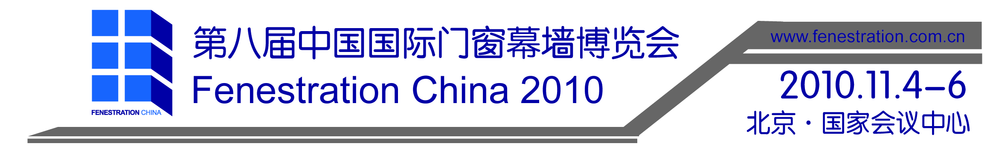 FENESTRATION CHINA
第八届中国国际门窗幕墙博览会
Fenestration China 2010
www.fenestration.com.cn
2010.11.4-6
北京·国家会议中心